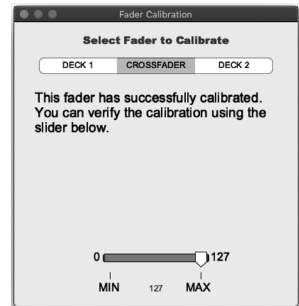 Fader Calibration
Select Fader to Calibrate
DECK 1 CROSSFADER DECK 2
This fader has successfully calibrated.
You can verify the calibration using the
slider below.
0 127
MIN 127 MAX